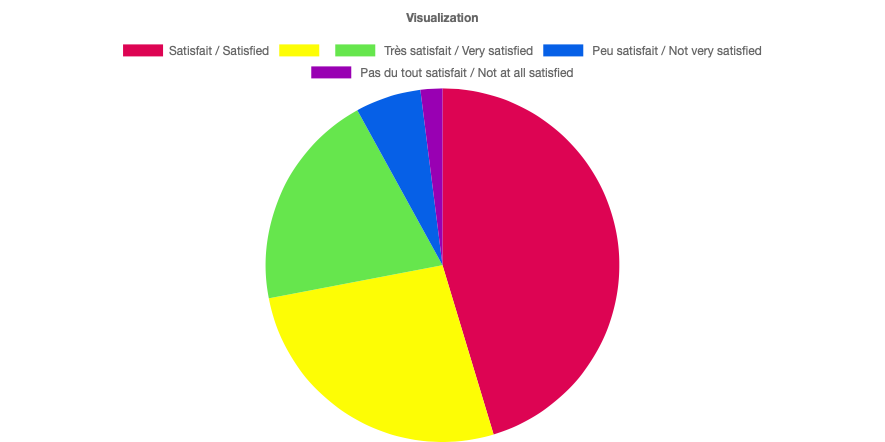 Visualization
Satisfait / Satisfied Très satisfait / Very satisfied Peu satisfait / Not very satisfied
Pas du tout satisfait / Not at all satisfied